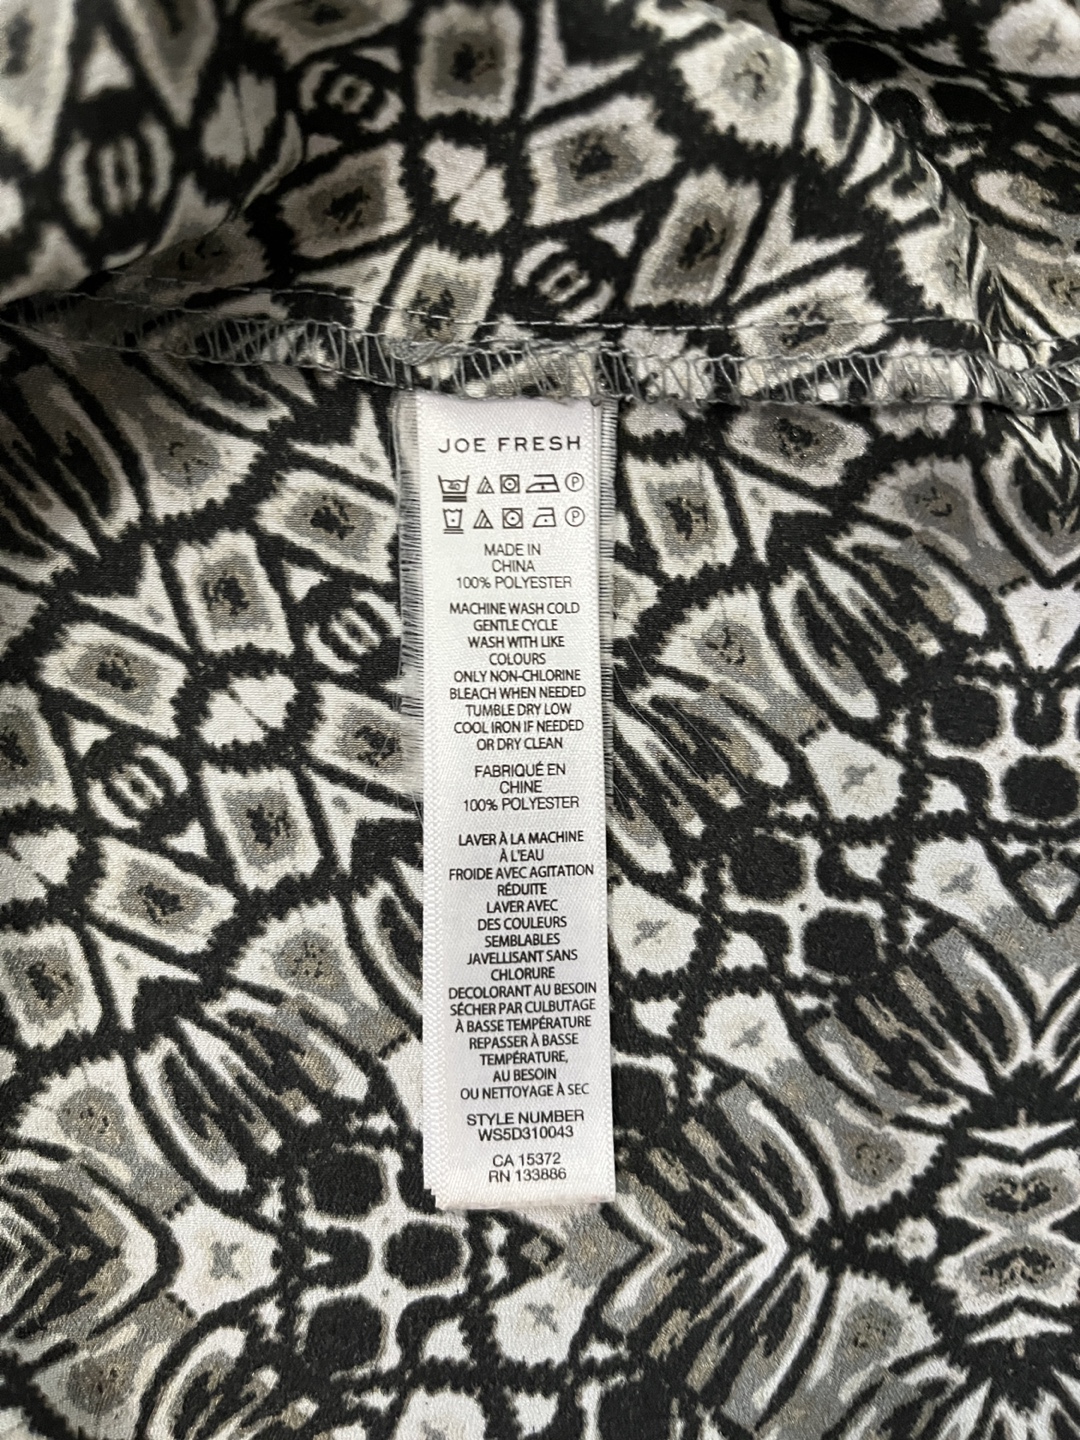 JOE FRESH
MADE IN
CHINA
100% POLYESTER
MACHINE WASH COLD
GENTLE CYCLE
WASH WITH LIKE
COLOURS
ONLY NON-CHLORINE
BLEACH WHEN NEEDED
TUMBLE DRY LOW
COOL IRON IF NEEDED
OR DRY CLEAN
FABRIQUÉ EN
CHINE
100% POLYESTER
LAVER À LA MACHINE
À L'EAU
FROIDE AVEC AGITATION
RÉDUITE
LAVER AVEC
DES COULEURS
SEMBLABLES
JAVELLISANT SANS
CHLORURE
DECOLORANT AU BESOIN
SÉCHER PAR CULBUTAGE
À BASSE TEMPÉRATURE
REPASSER À BASSE
TEMPÉRATURE,
AU BESOIN
OU NETTOYAGE À SEC
STYLE NUMBER
WS5D310043
CA 15372
RN 133886